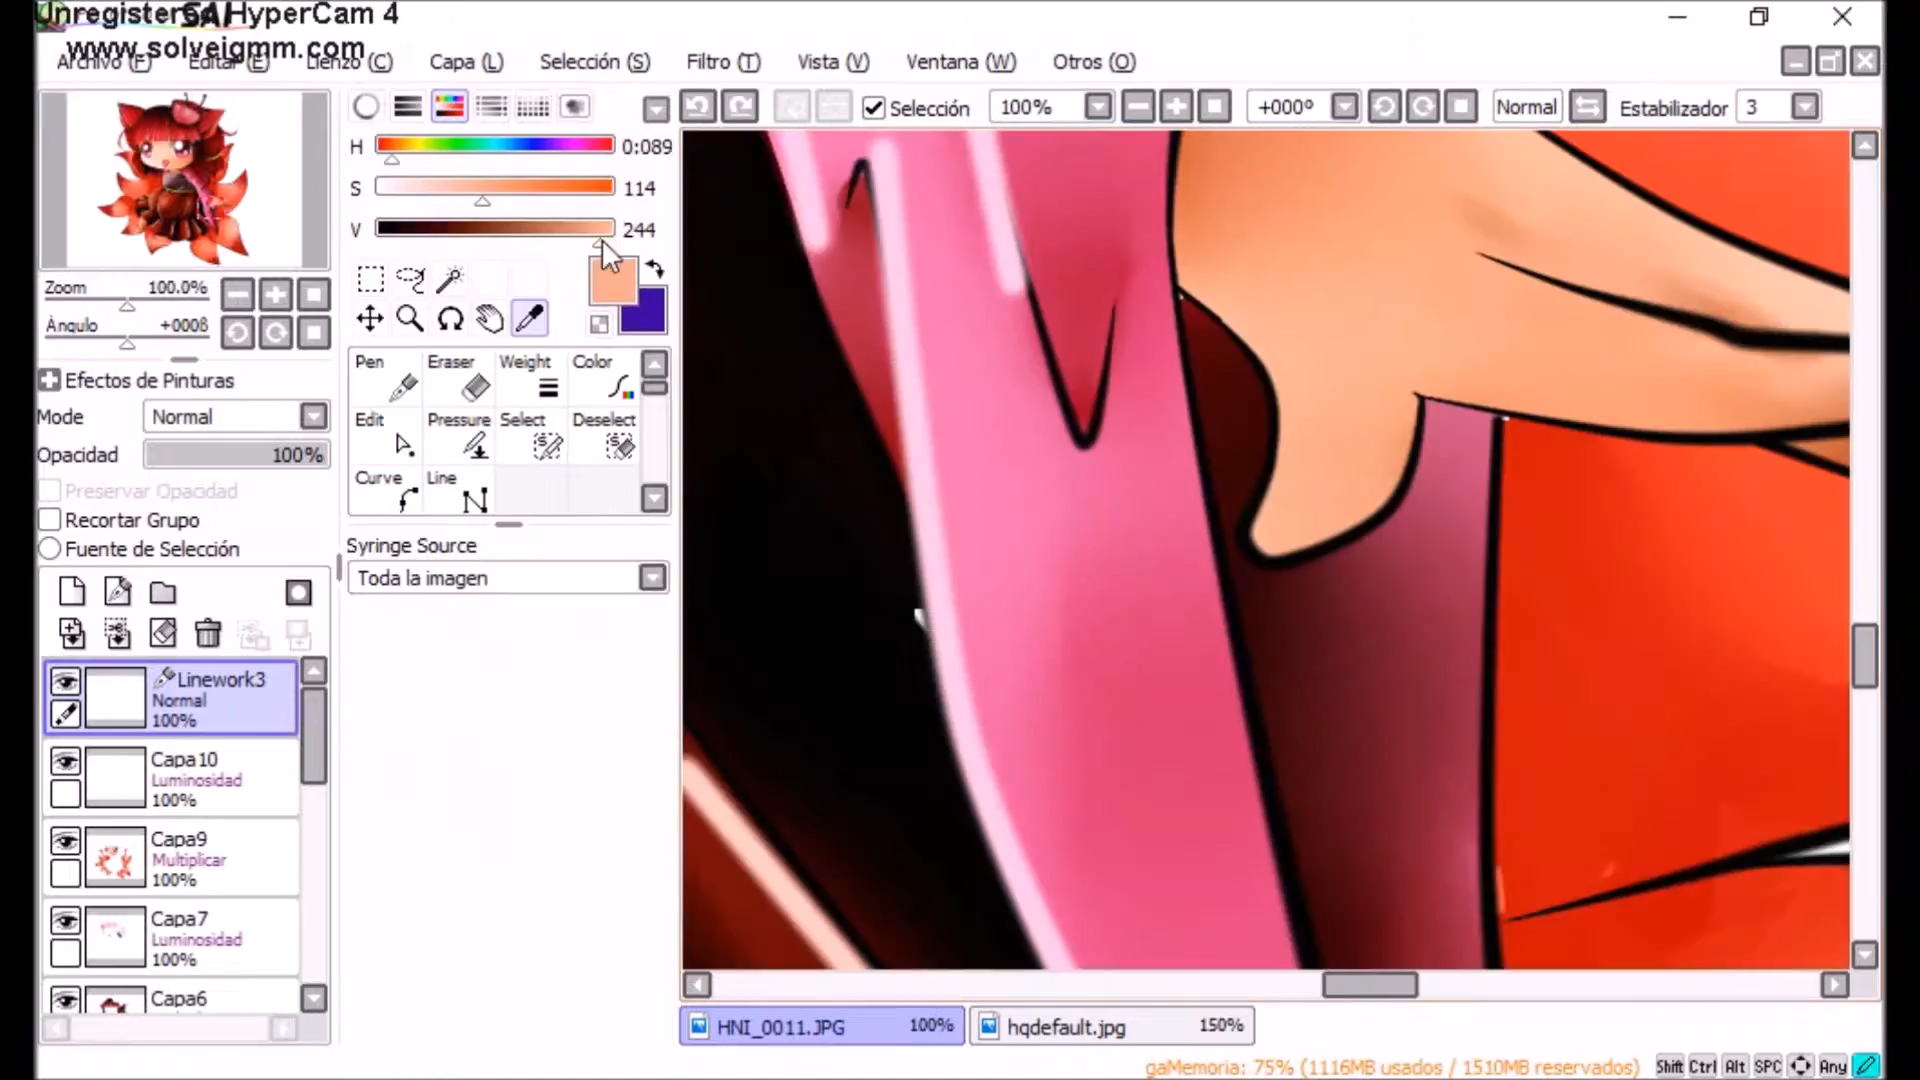 Unregistered HyperCam 4
SAI
www.solveigmm.com
Archivo (F) Editar (E) Lienzo (C) Capa (L) Selección (S) Filtro (T) Vista (V) Ventana (W) Otros (O)
Selección 100% +000º Normal Estabilizador 3
H 0:089
S 114
V 244
Zoom 100.0%
Ángulo +000ß
Efectos de Pinturas
Mode Normal
Opacidad 100%
Preservar Opacidad
Recortar Grupo
Fuente de Selección
Pen Eraser Weight Color
Edit Pressure Select Deselect
Curve Line
Syringe Source
Toda la imagen
Linework3
Normal
100%
Capa10
Luminosidad
100%
Capa9
Multiplicar
100%
Capa7
Luminosidad
100%
Capa6
HNI_0011.JPG 100% hqdefault.jpg 150%
gaMemoria: 75% (1116MB usados / 1510MB reservados) Shift Ctrl Alt SPC Any